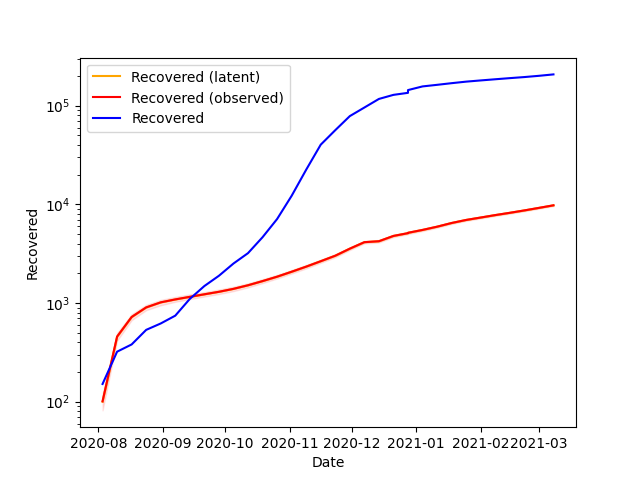 Recovered (latent)
Recovered (observed)
Recovered
10^5
10^4
10^3
10^2
Recovered
2020-08 2020-09 2020-10 2020-11 2020-12 2021-01 2021-02 2021-03
Date